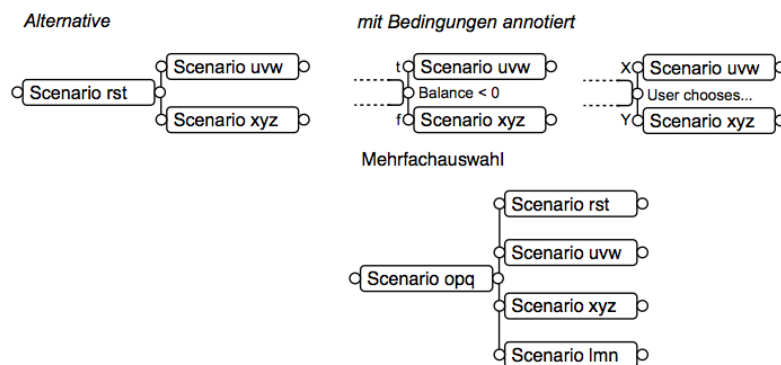 Alternative
mit Bedingungen annotiert
Scenario rst
Scenario uvw
Scenario xyz
t
Scenario uvw
Balance < 0
f
Scenario xyz
X
Scenario uvw
User chooses...
Y
Scenario xyz
Mehrfachauswahl
Scenario opq
Scenario rst
Scenario uvw
Scenario xyz
Scenario lmn